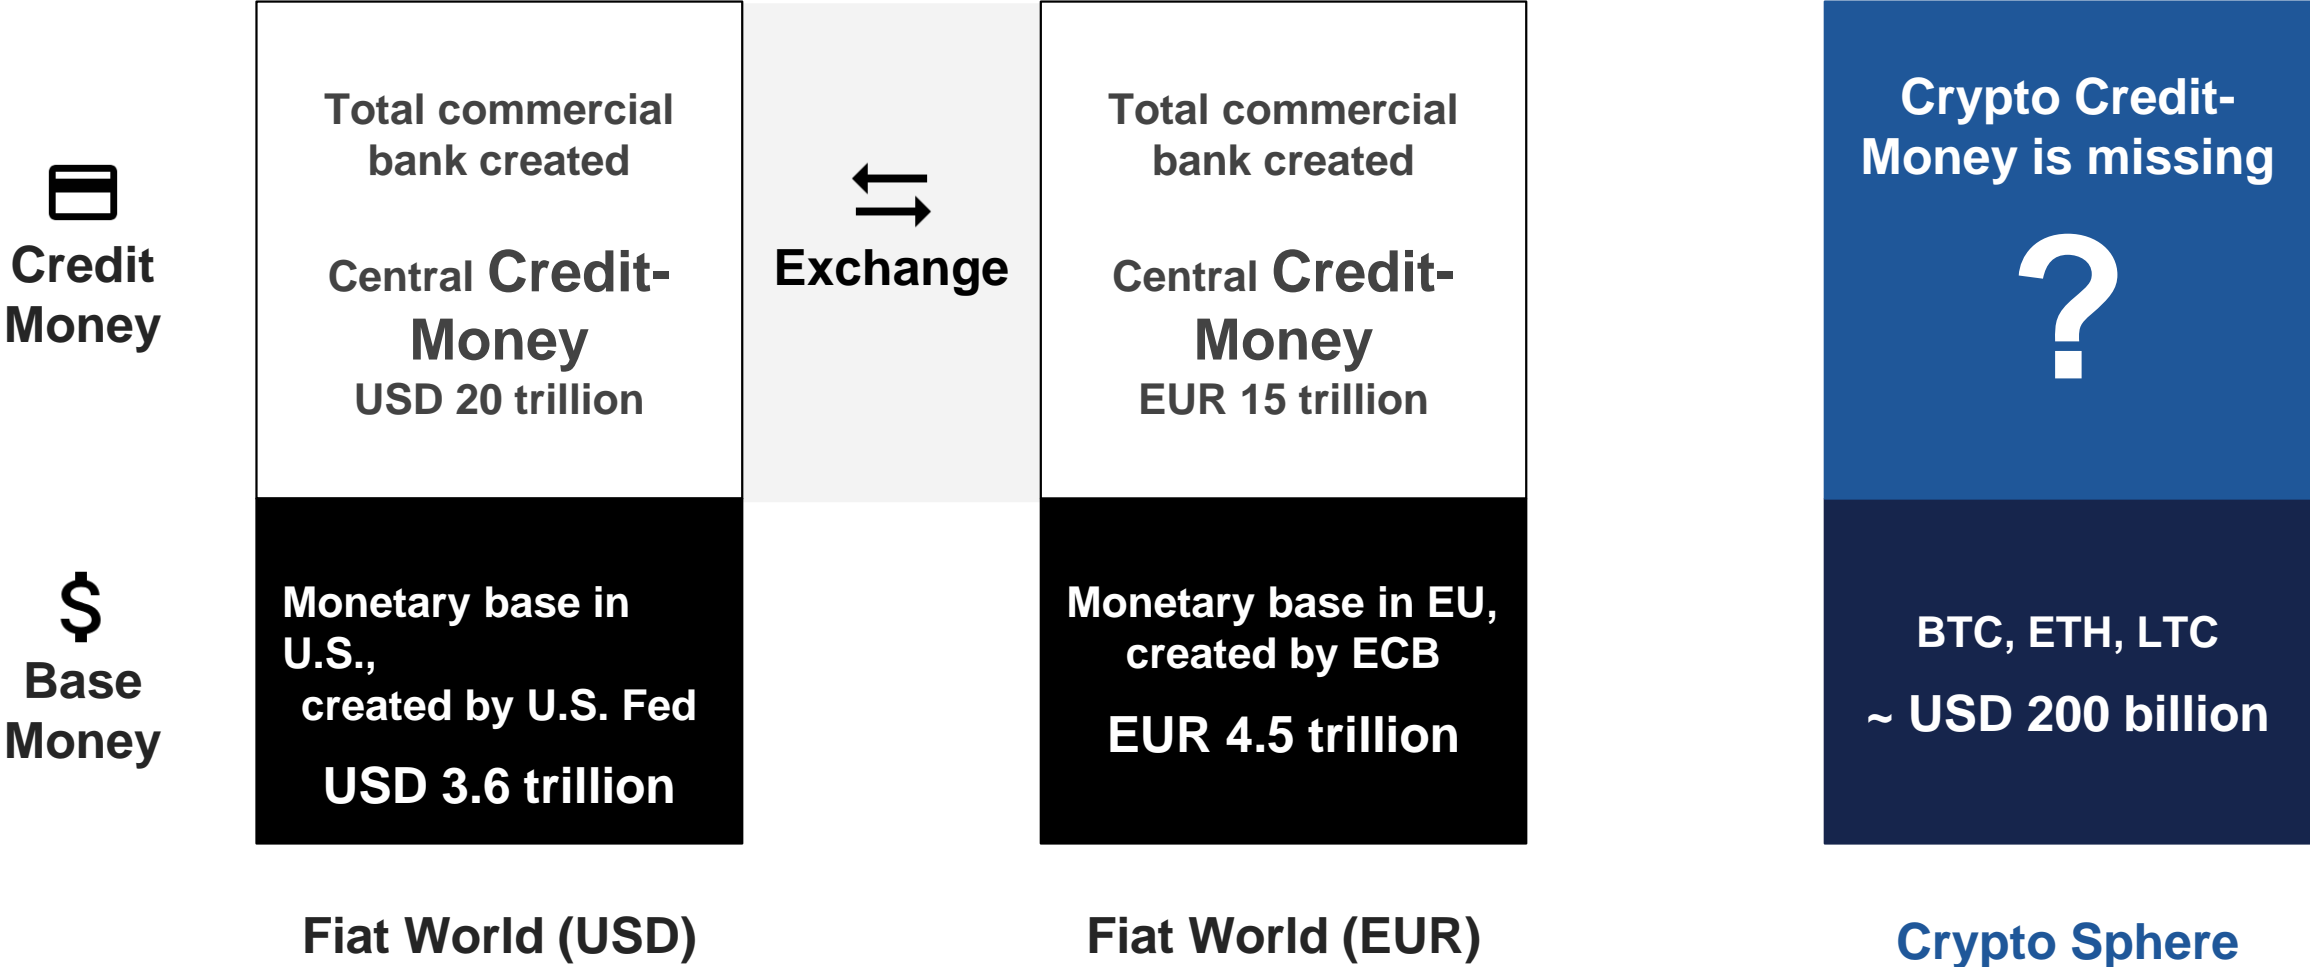 Credit
Money
Total commercial
bank created
Central Credit-
Money
USD 20 trillion
Exchange
Total commercial
bank created
Central Credit-
Money
EUR 15 trillion
Crypto Credit-
Money is missing
?
$
Base
Money
Monetary base in
U.S.,
created by U.S. Fed
USD 3.6 trillion
Monetary base in EU,
created by ECB
EUR 4.5 trillion
BTC, ETH, LTC
~ USD 200 billion
Fiat World (USD)
Fiat World (EUR)
Crypto Sphere